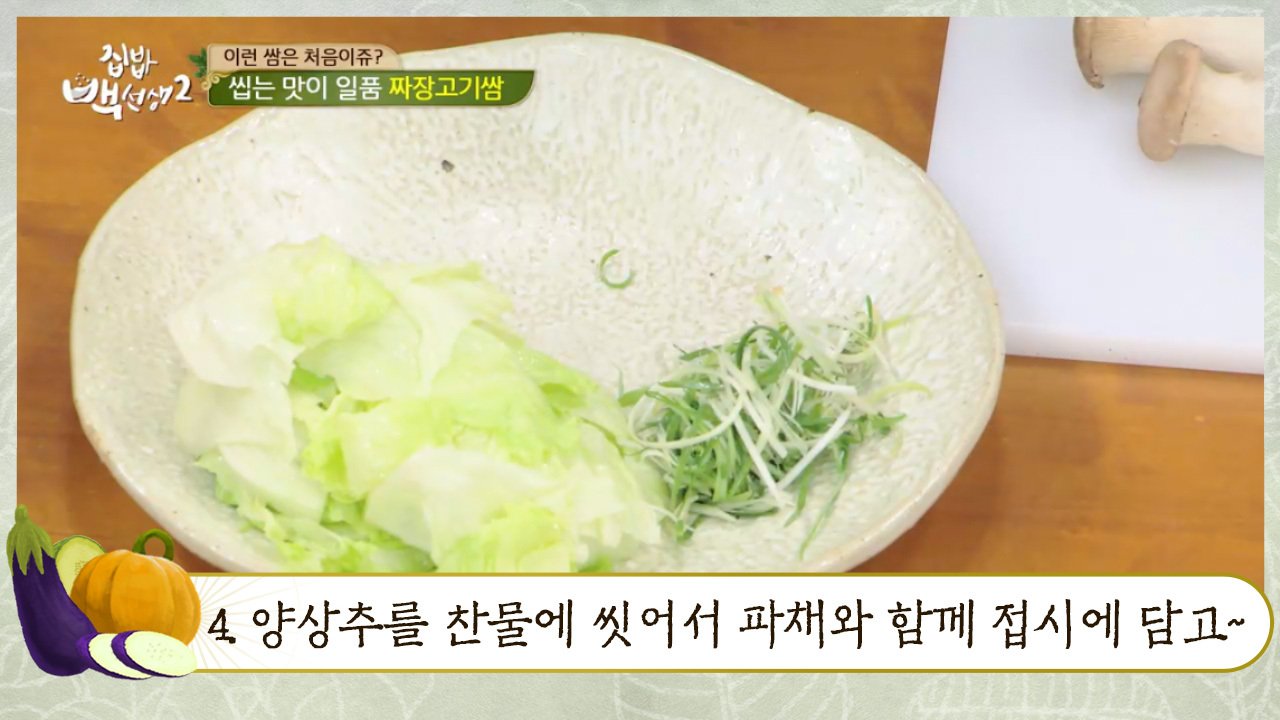 집밥
백선생2
이런 쌈은 처음이쥬?
씹는 맛이 일품 짜장고기쌈
4. 양상추를 찬물에 씻어서 파채와 함께 접시에 담고~